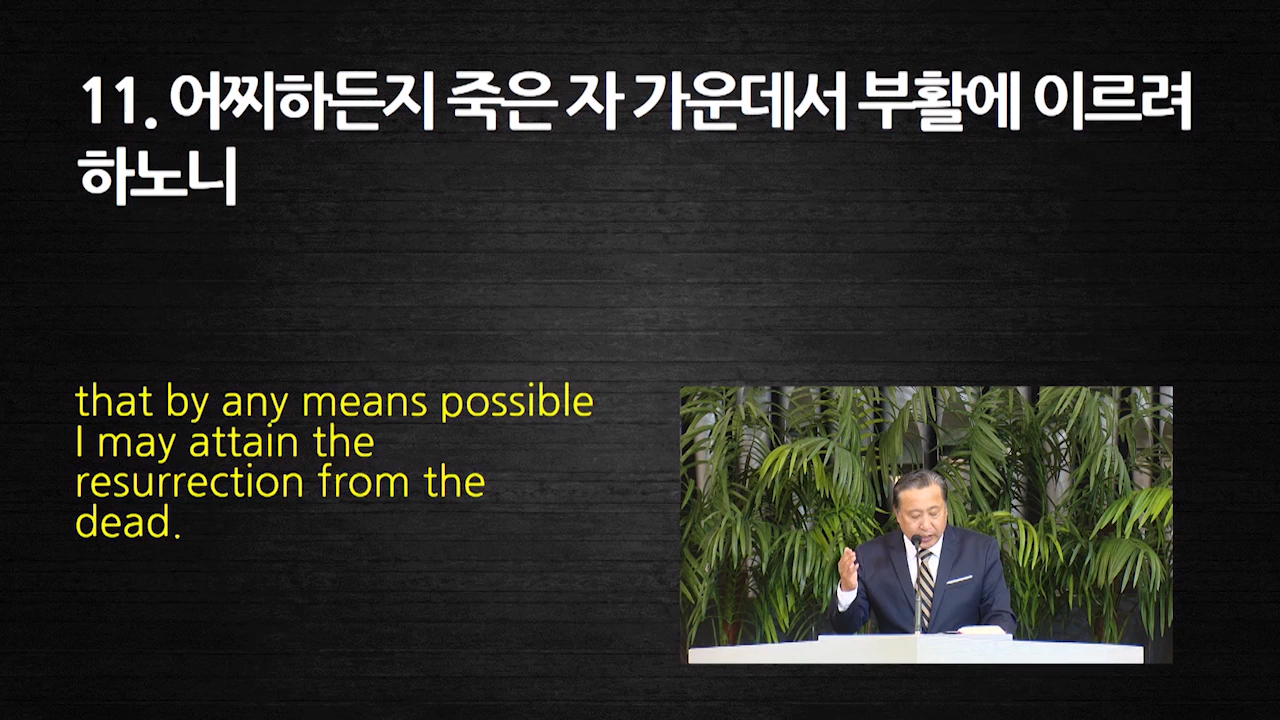 11. 어찌하든지 죽은 자 가운데서 부활에 이르려
하노니
that by any means possible
I may attain the
resurrection from the
dead.